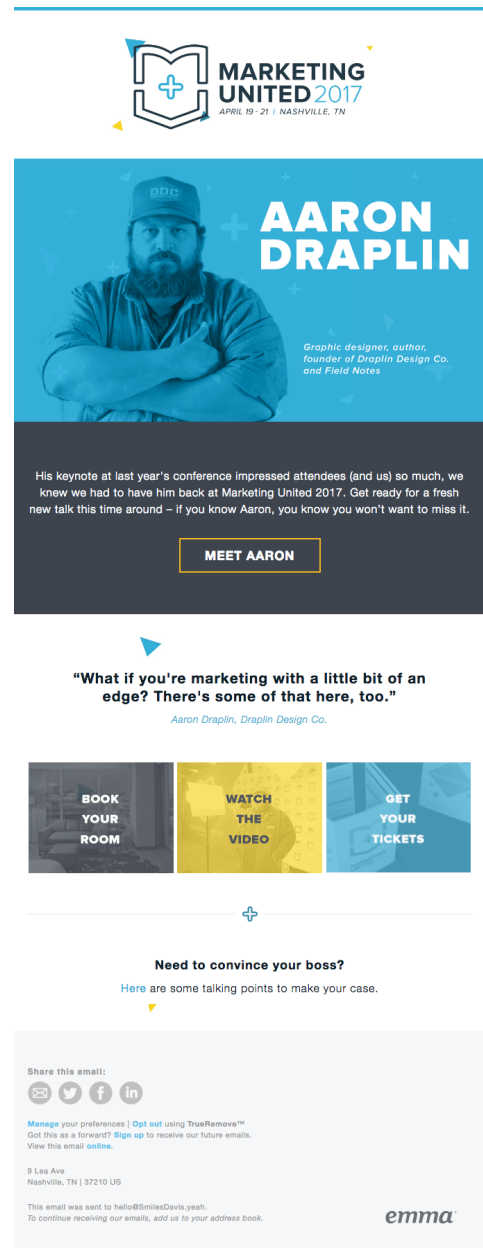 MARKETING
UNITED 2017
APRIL 19 - 21 | NASHVILLE, TN
DDC
AARON
DRAPLIN
Graphic designer, author,
founder of Draplin Design Co.
and Field Notes
His keynote at last year's conference impressed attendees (and us) so much, we
knew we had to have him back at Marketing United 2017. Get ready for a fresh
new talk this time around – if you know Aaron, you know you won't want to miss it.
MEET AARON
“What if you're marketing with a little bit of an
edge? There's some of that here, too.”
Aaron Draplin, Draplin Design Co.
BOOK
YOUR
ROOM
WATCH
THE
VIDEO
GET
YOUR
TICKETS
Need to convince your boss?
Here are some talking points to make your case.
Share this email:
Manage your preferences | Opt out using TrueRemove™
Got this as a forward? Sign up to receive our future emails.
View this email online.
9 Lea Ave
Nashville, TN | 37210 US
This email was sent to hello@SmilesDavis.yeah.
To continue receiving our emails, add us to your address book.
emma